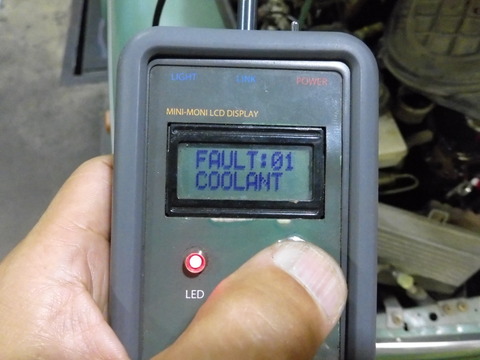 LIGHT LINK POWER
MINI-MONI LCD DISPLAY
FAULT:01
COOLANT
LED